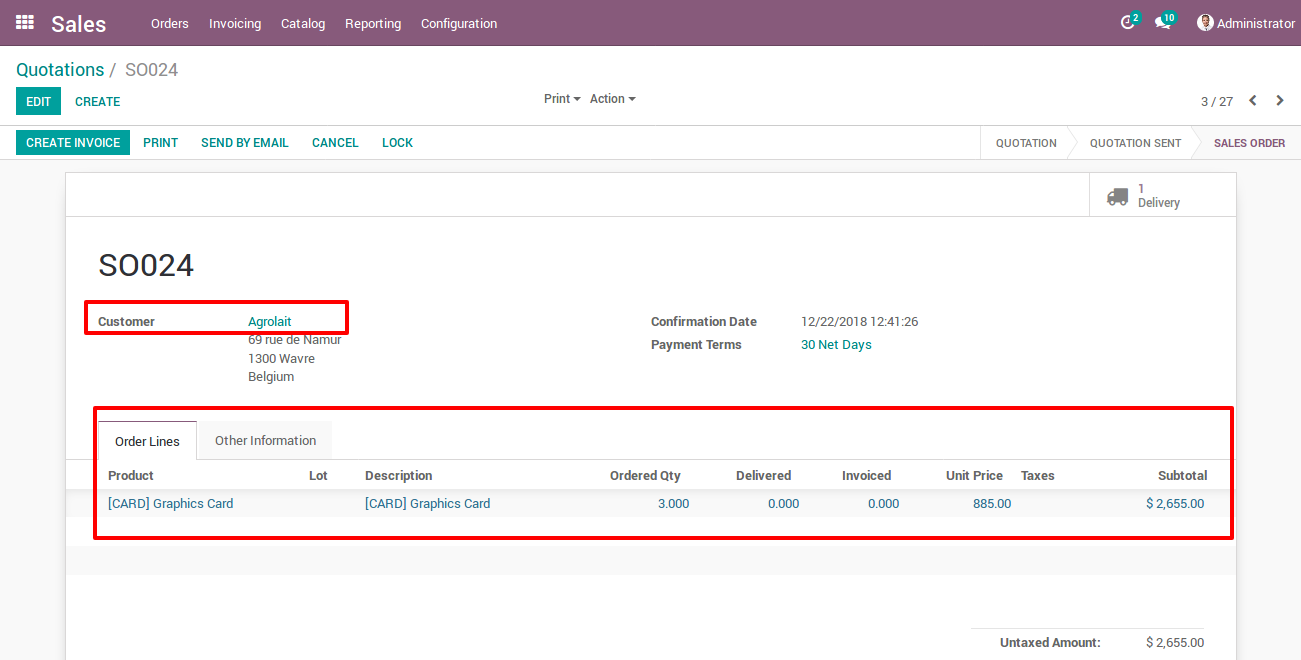 Sales Orders Invoicing Catalog Reporting Configuration 2 10 Administrator
Quotations / SO024
EDIT CREATE Print Action 3 / 27
CREATE INVOICE PRINT SEND BY EMAIL CANCEL LOCK QUOTATION QUOTATION SENT SALES ORDER
1
Delivery
SO024
Customer Agrolait Confirmation Date 12/22/2018 12:41:26
69 rue de Namur Payment Terms 30 Net Days
1300 Wavre
Belgium
Order Lines Other Information
Product Lot Description Ordered Qty Delivered Invoiced Unit Price Taxes Subtotal
[CARD] Graphics Card [CARD] Graphics Card 3.000 0.000 0.000 885.00 $ 2,655.00
Untaxed Amount: $ 2,655.00